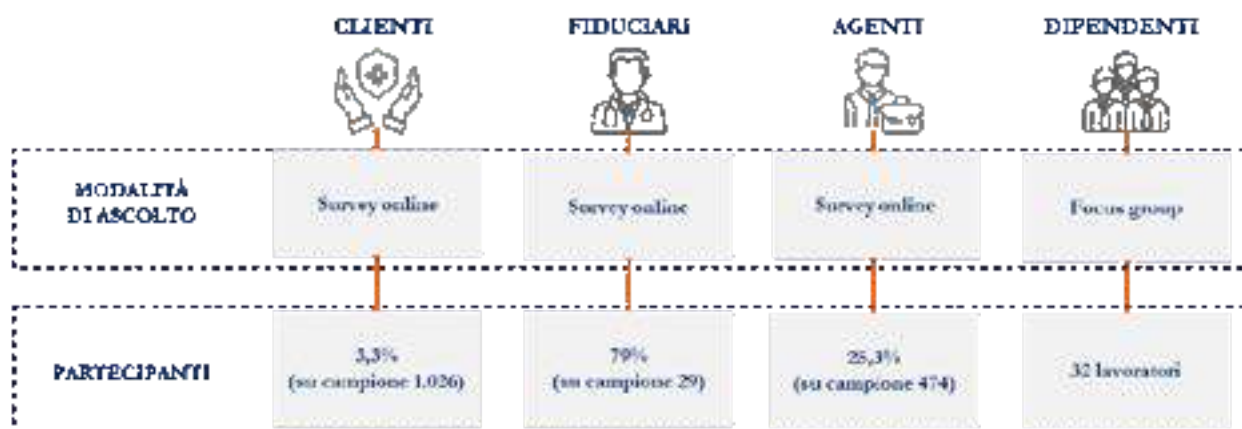 CLIENTI
FIDUCIARI
AGENTI
DIPENDENTI
MODALITÀ
DI ASCOLTO
Survey online
Survey online
Survey online
Focus group
PARTECIPANTI
3,3%
(su campione 1.026)
79%
(su campione 29)
25,3%
(su campione 474)
32 lavoratori